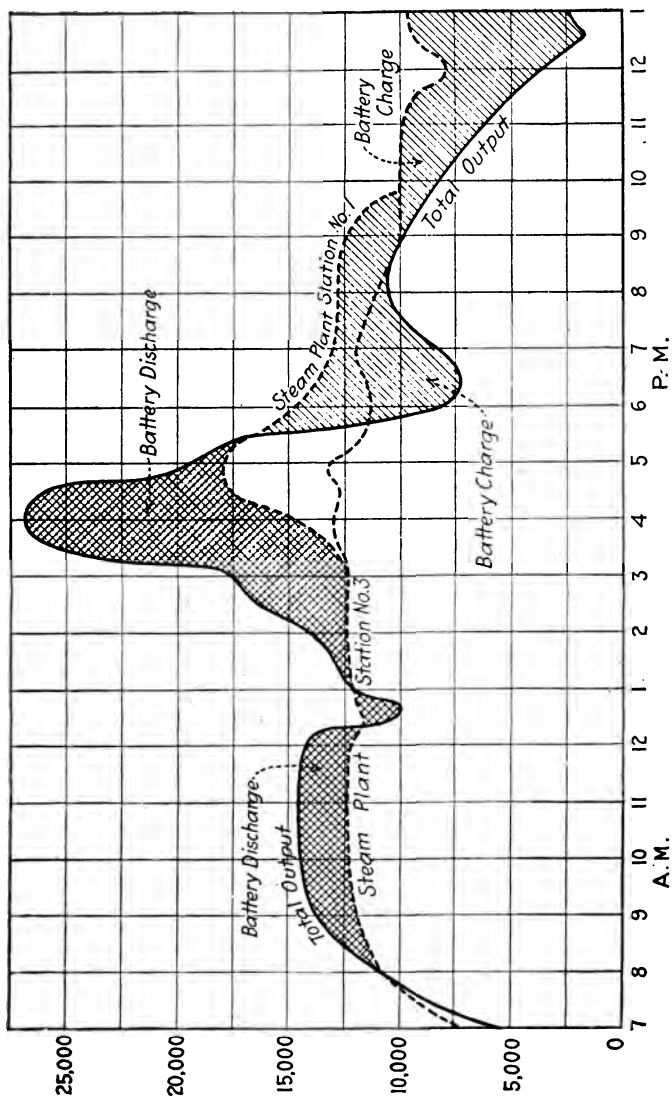 25,000
20,000
15,000
10,000
5,000
0
Battery Discharge
Total Output
Steam Plant
Station No.3
Battery Discharge
Steam Plant Station No.1
Battery Charge
Battery Charge
Total Output
7 8 9 10 11 12 1 2 3 4 5 6 7 8 9 10 11 12 1
A.M. P.M.